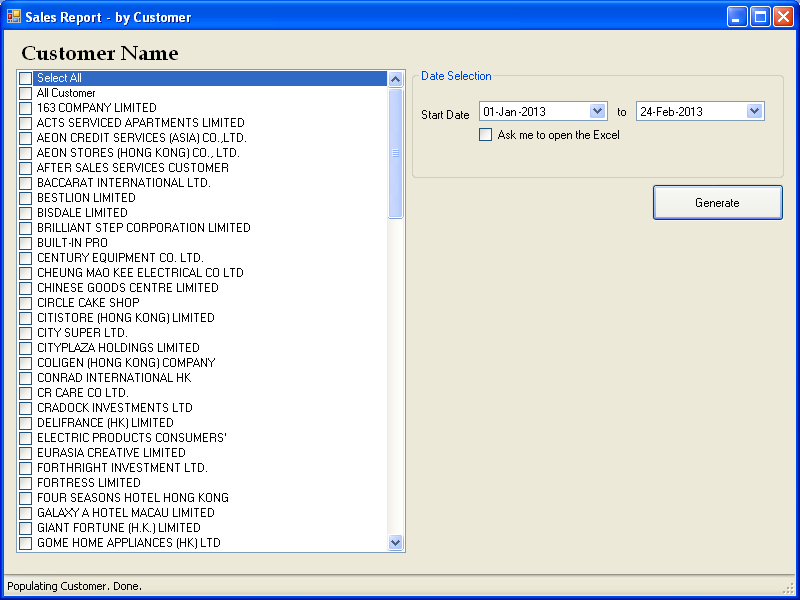 Sales Report - by Customer
Customer Name
Select All
All Customer
163 COMPANY LIMITED
ACTS SERVICED APARTMENTS LIMITED
AEON CREDIT SERVICES (ASIA) CO.,LTD.
AEON STORES (HONG KONG) CO., LTD.
AFTER SALES SERVICES CUSTOMER
BACCARAT INTERNATIONAL LTD.
BESTLION LIMITED
BISDALE LIMITED
BRILLIANT STEP CORPORATION LIMITED
BUILT-IN PRO
CENTURY EQUIPMENT CO. LTD.
CHEUNG MAO KEE ELECTRICAL CO LTD
CHINESE GOODS CENTRE LIMITED
CIRCLE CAKE SHOP
CITISTORE (HONG KONG) LIMITED
CITY SUPER LTD.
CITYPLAZA HOLDINGS LIMITED
COLIGEN (HONG KONG) COMPANY
CONRAD INTERNATIONAL HK
CR CARE CO LTD.
CRADOCK INVESTMENTS LTD
DELIFRANCE (HK) LIMITED
ELECTRIC PRODUCTS CONSUMERS'
EURASIA CREATIVE LIMITED
FORTHRIGHT INVESTMENT LTD.
FORTRESS LIMITED
FOUR SEASONS HOTEL HONG KONG
GALAXY A HOTEL MACAU LIMITED
GIANT FORTUNE (H.K.) LIMITED
GOME HOME APPLIANCES (HK) LTD
Date Selection
Start Date 01-Jan-2013 to 24-Feb-2013
Ask me to open the Excel
Generate
Populating Customer. Done.